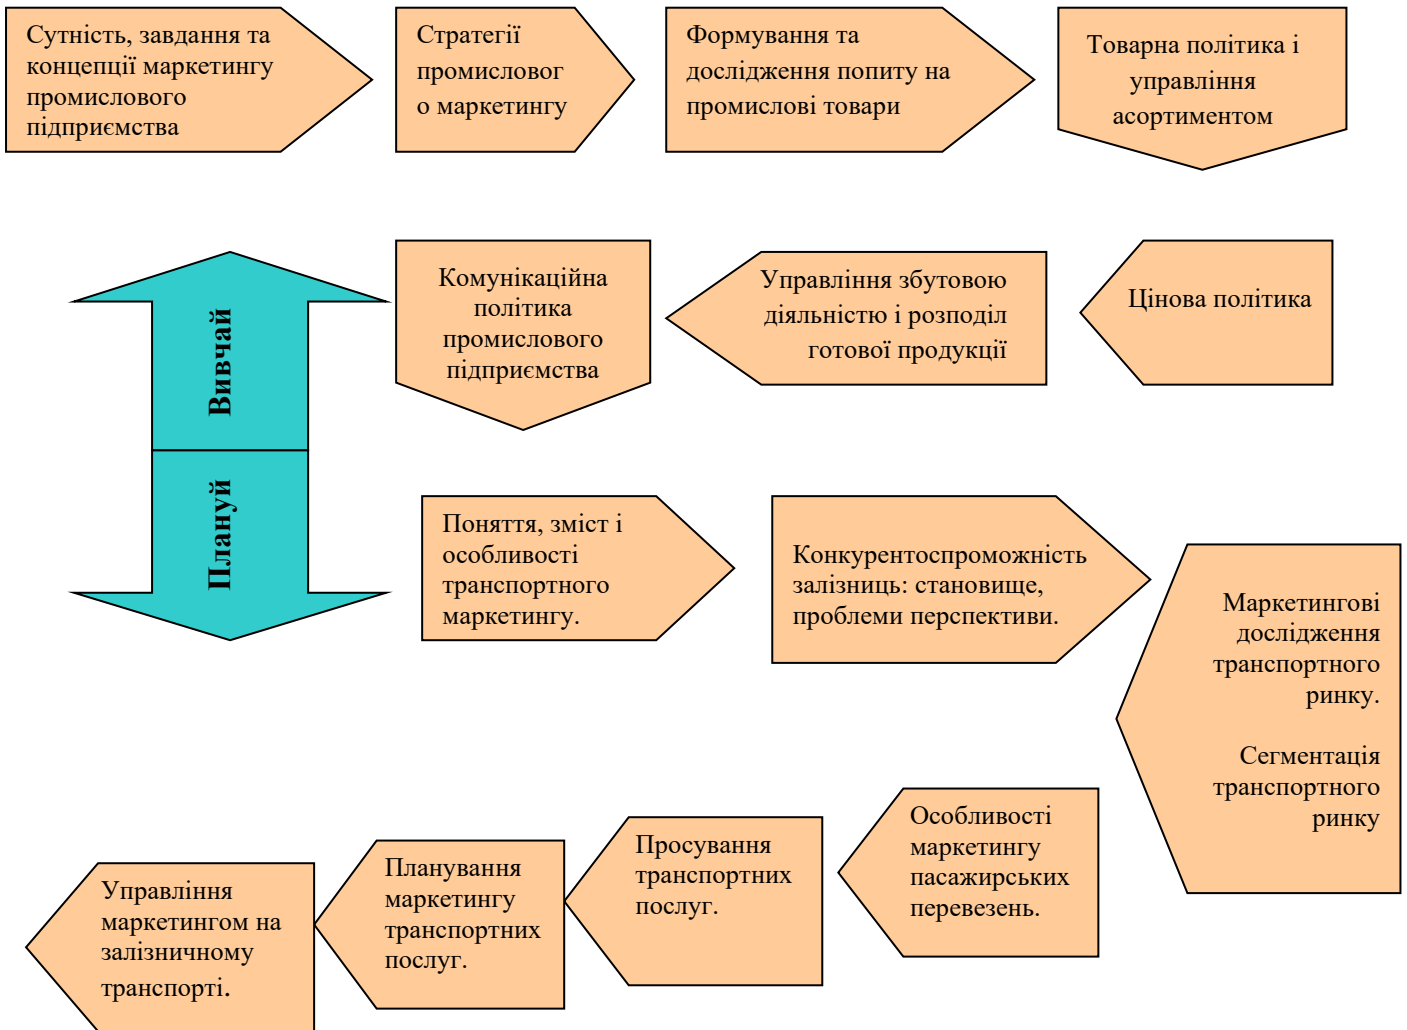 Сутність, завдання та
концепції маркетингу
промислового
підприємства
Стратегії
промисловог
о маркетингу
Формування та
дослідження попиту на
промислові товари
Товарна політика і
управління
асортиментом
Цінова політика
Управління збутовою
діяльністю і розподіл
готової продукції
Комунікаційна
політика
промислового
підприємства
Вивчай
Плануй
Поняття, зміст і
особливості
транспортного
маркетингу.
Конкурентоспроможність
залізниць: становище,
проблеми перспективи.
Маркетингові
дослідження
транспортного
ринку.
Сегментація
транспортного
ринку
Особливості
маркетингу
пасажирських
перевезень.
Просування
транспортних
послуг.
Планування
маркетингу
транспортних
послуг.
Управління
маркетингом на
залізничному
транспорті.